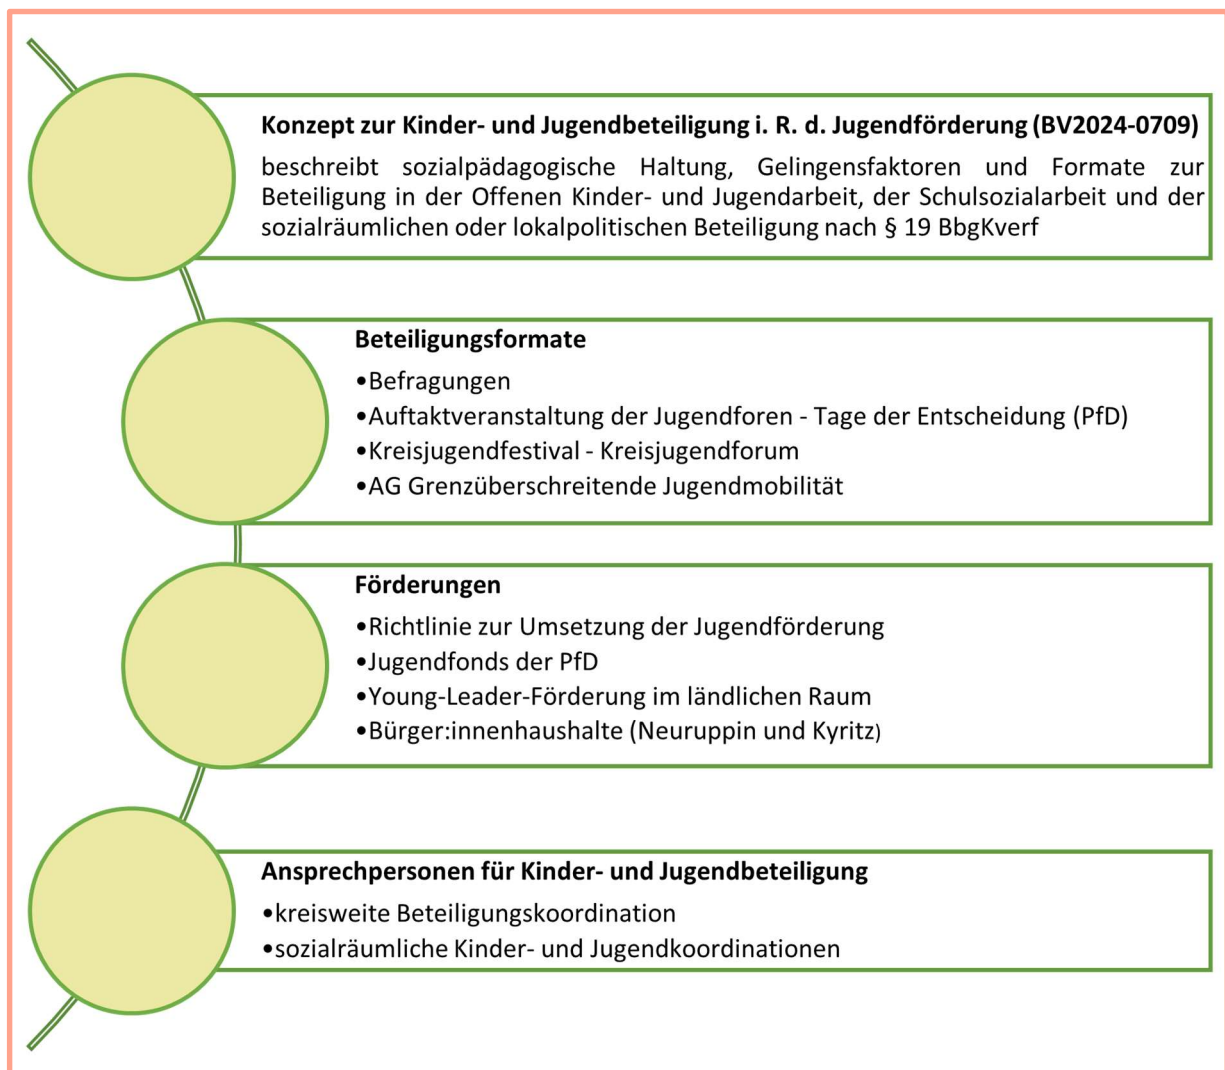 Konzept zur Kinder- und Jugendbeteiligung i. R. d. Jugendförderung (BV2024-0709)
beschreibt sozialpädagogische Haltung, Gelingensfaktoren und Formate zur
Beteiligung in der Offenen Kinder- und Jugendarbeit, der Schulsozialarbeit und der
sozialräumlichen oder lokalpolitischen Beteiligung nach § 19 BbgKverf
Beteiligungsformate
•Befragungen
•Auftaktveranstaltung der Jugendforen - Tage der Entscheidung (PfD)
•Kreisjugendfestival - Kreisjugendforum
•AG Grenzüberschreitende Jugendmobilität
Förderungen
•Richtlinie zur Umsetzung der Jugendförderung
•Jugendfonds der PfD
•Young-Leader-Förderung im ländlichen Raum
•Bürger:innenhaushalte (Neuruppin und Kyritz)
Ansprechpersonen für Kinder- und Jugendbeteiligung
•kreisweite Beteiligungskoordination
•sozialräumliche Kinder- und Jugendkoordinationen